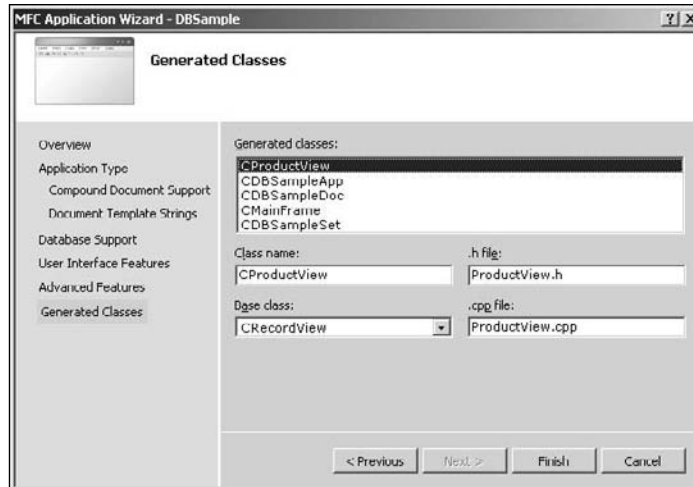 MFC Application Wizard - DBSample
Generated Classes
Overview
Application Type
Compound Document Support
Document Template Strings
Database Support
User Interface Features
Advanced Features
Generated Classes
Generated classes:
CProductView
CDBSampleApp
CDBSampleDoc
CMainFrame
CDBSampleSet
Class name:
.h file:
CProductView
ProductView.h
Base class:
.cpp file:
CRecordView
ProductView.cpp
< Previous
Next >
Finish
Cancel